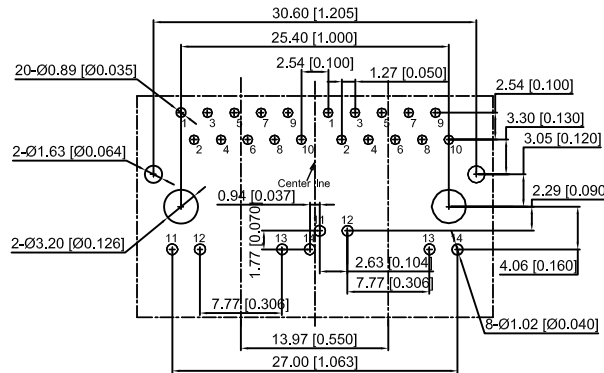 30.60 [1.205]
25.40 [1.000]
2.54 [0.100]
1.27 [0.050]
20-Ø0.89 [Ø0.035]
2.54 [0.100]
3.30 [0.130]
3.05 [0.120]
1 3 5 7 9 1 3 5 7 9
2 4 6 8 10 2 4 6 8 10
2-Ø1.63 [Ø0.064]
Center line
0.94 [0.037]
2.29 [0.090]
1.77 [0.070]
11 12
2-Ø3.20 [Ø0.126]
11 12 13 14 13 14
2.63 [0.104]
4.06 [0.160]
7.77 [0.306]
7.77 [0.306]
8-Ø1.02 [Ø0.040]
13.97 [0.550]
27.00 [1.063]